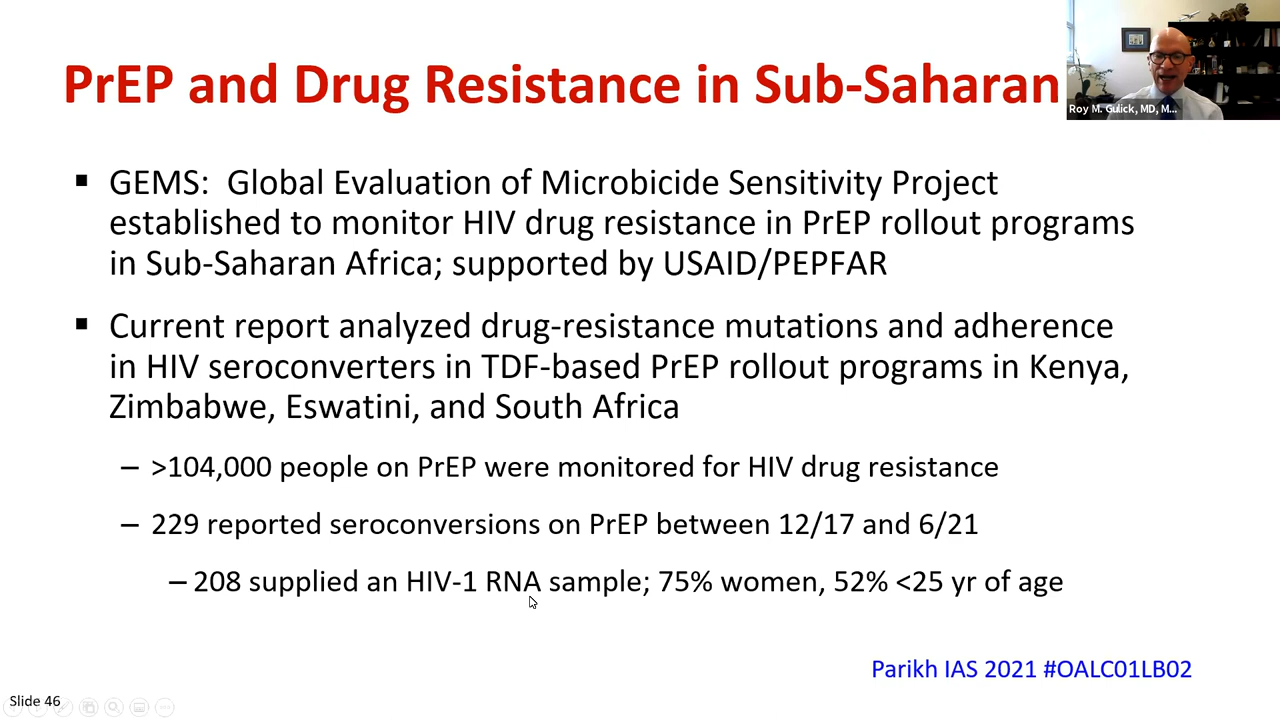 PrEP and Drug Resistance in Sub-Saharan
Roy M. Gulick, MD, M...
▪ GEMS: Global Evaluation of Microbicide Sensitivity Project
established to monitor HIV drug resistance in PrEP rollout programs
in Sub-Saharan Africa; supported by USAID/PEPFAR
▪ Current report analyzed drug-resistance mutations and adherence
in HIV seroconverters in TDF-based PrEP rollout programs in Kenya,
Zimbabwe, Eswatini, and South Africa
– >104,000 people on PrEP were monitored for HIV drug resistance
– 229 reported seroconversions on PrEP between 12/17 and 6/21
– 208 supplied an HIV-1 RNA sample; 75% women, 52% <25 yr of age
Parikh IAS 2021 #OALC01LB02
Slide 46